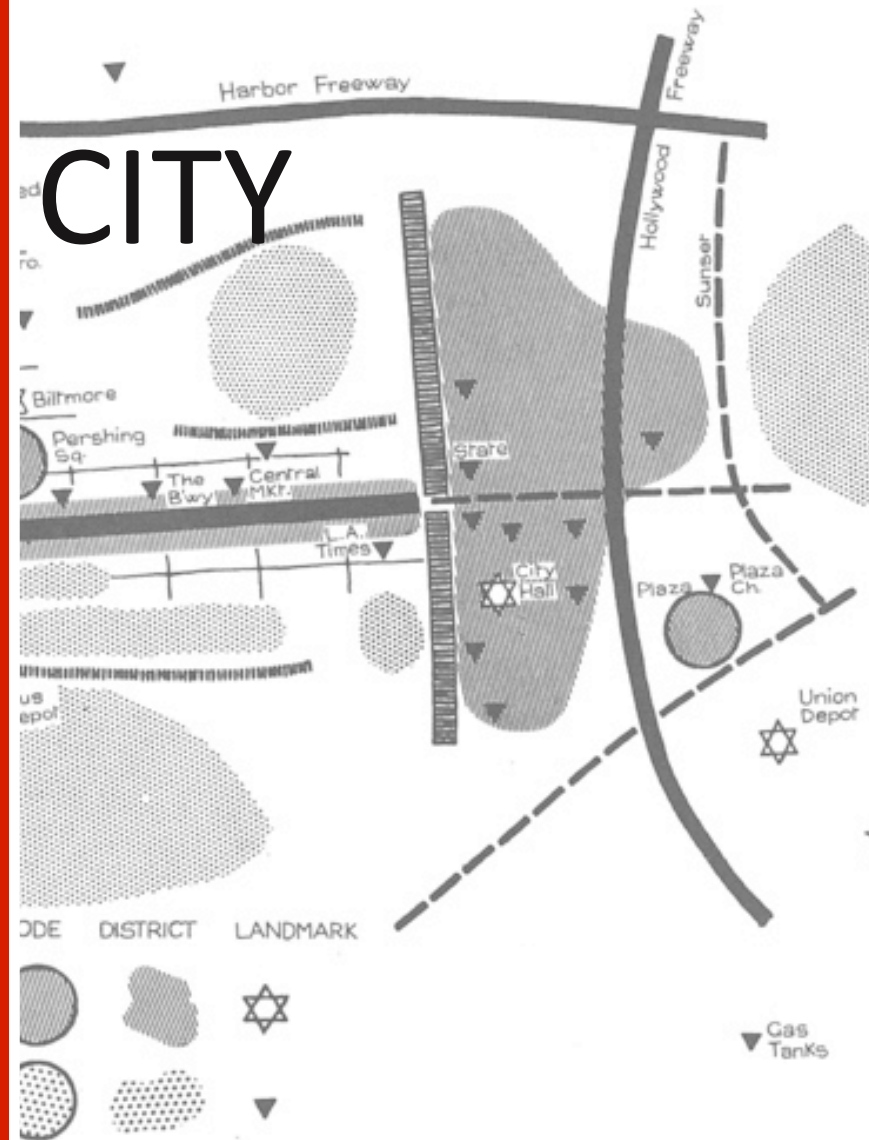 Harbor Freeway
Hollywood Freeway
CITY
Sunset
Biltmore
Pershing
Sq.
State
The
B'wy
Central
Mkt.
L.A.
Times
City
Hall
Plaza
Plaza
Ch.
Union
Depot
DISTRICT
LANDMARK
Gas
Tanks